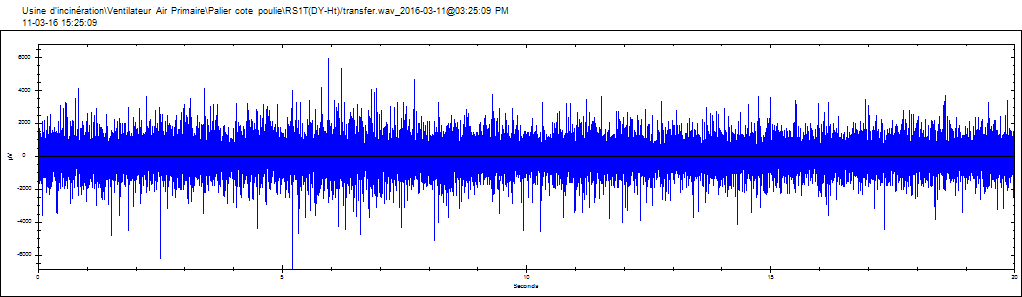 Usine d'incinération\Ventilateur Air Primaire\Palier cote poulie\RS1T(DY-Ht)/transfer.wav_2016-03-11@03:25:09 PM
11-03-16 15:25:09
6000
4000
2000
0
-2000
-4000
-6000
µV
0 5 10 15 20
Seconds